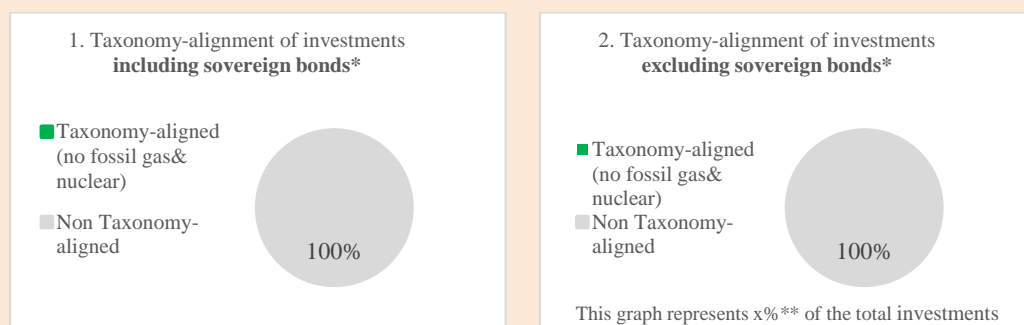 1. Taxonomy-alignment of investments
including sovereign bonds*
Taxonomy-aligned
(no fossil gas&
nuclear)
Non Taxonomy-
aligned
100%
2. Taxonomy-alignment of investments
excluding sovereign bonds*
Taxonomy-aligned
(no fossil gas&
nuclear)
Non Taxonomy-
aligned
100%
This graph represents x%** of the total investments